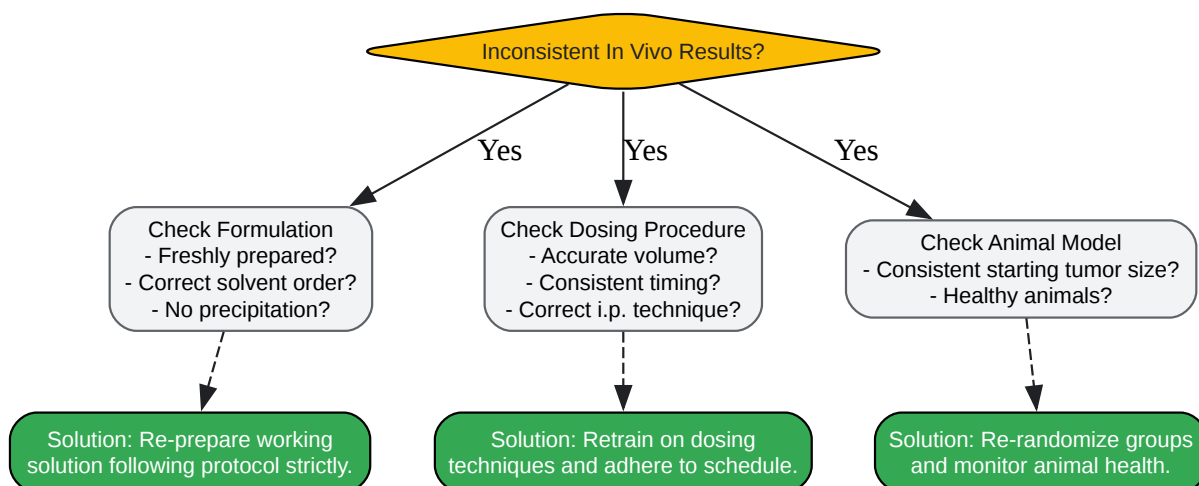 Inconsistent In Vivo Results?
Yes
Yes
Yes
Check Formulation
- Freshly prepared?
- Correct solvent order?
- No precipitation?
Check Dosing Procedure
- Accurate volume?
- Consistent timing?
- Correct i.p. technique?
Check Animal Model
- Consistent starting tumor size?
- Healthy animals?
Solution: Re-prepare working
solution following protocol strictly.
Solution: Retrain on dosing
techniques and adhere to schedule.
Solution: Re-randomize groups
and monitor animal health.